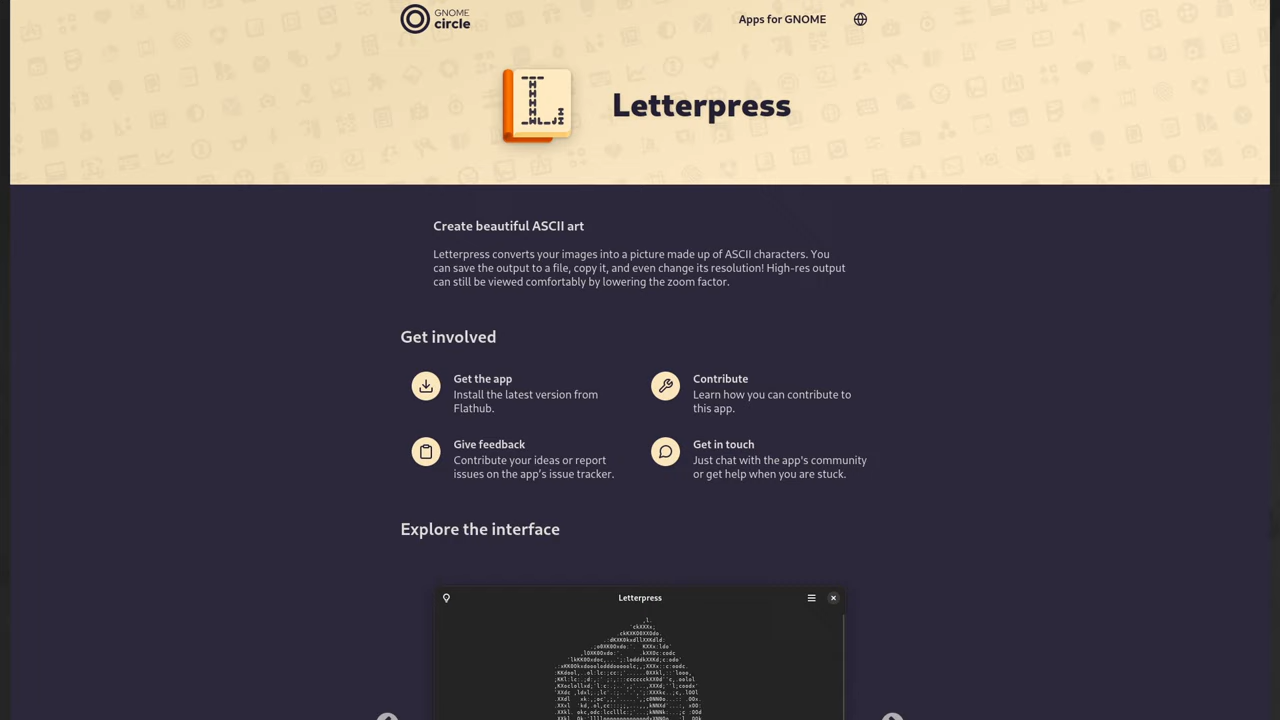 GNOME
circle
Apps for GNOME
Letterpress
Create beautiful ASCII art
Letterpress converts your images into a picture made up of ASCII characters. You
can save the output to a file, copy it, and even change its resolution! High-res output
can still be viewed comfortably by lowering the zoom factor.
Get involved
Get the app
Install the latest version from
Flathub.
Contribute
Learn how you can contribute to
this app.
Give feedback
Contribute your ideas or report
issues on the app’s issue tracker.
Get in touch
Just chat with the app's community
or get help when you are stuck.
Explore the interface
Letterpress